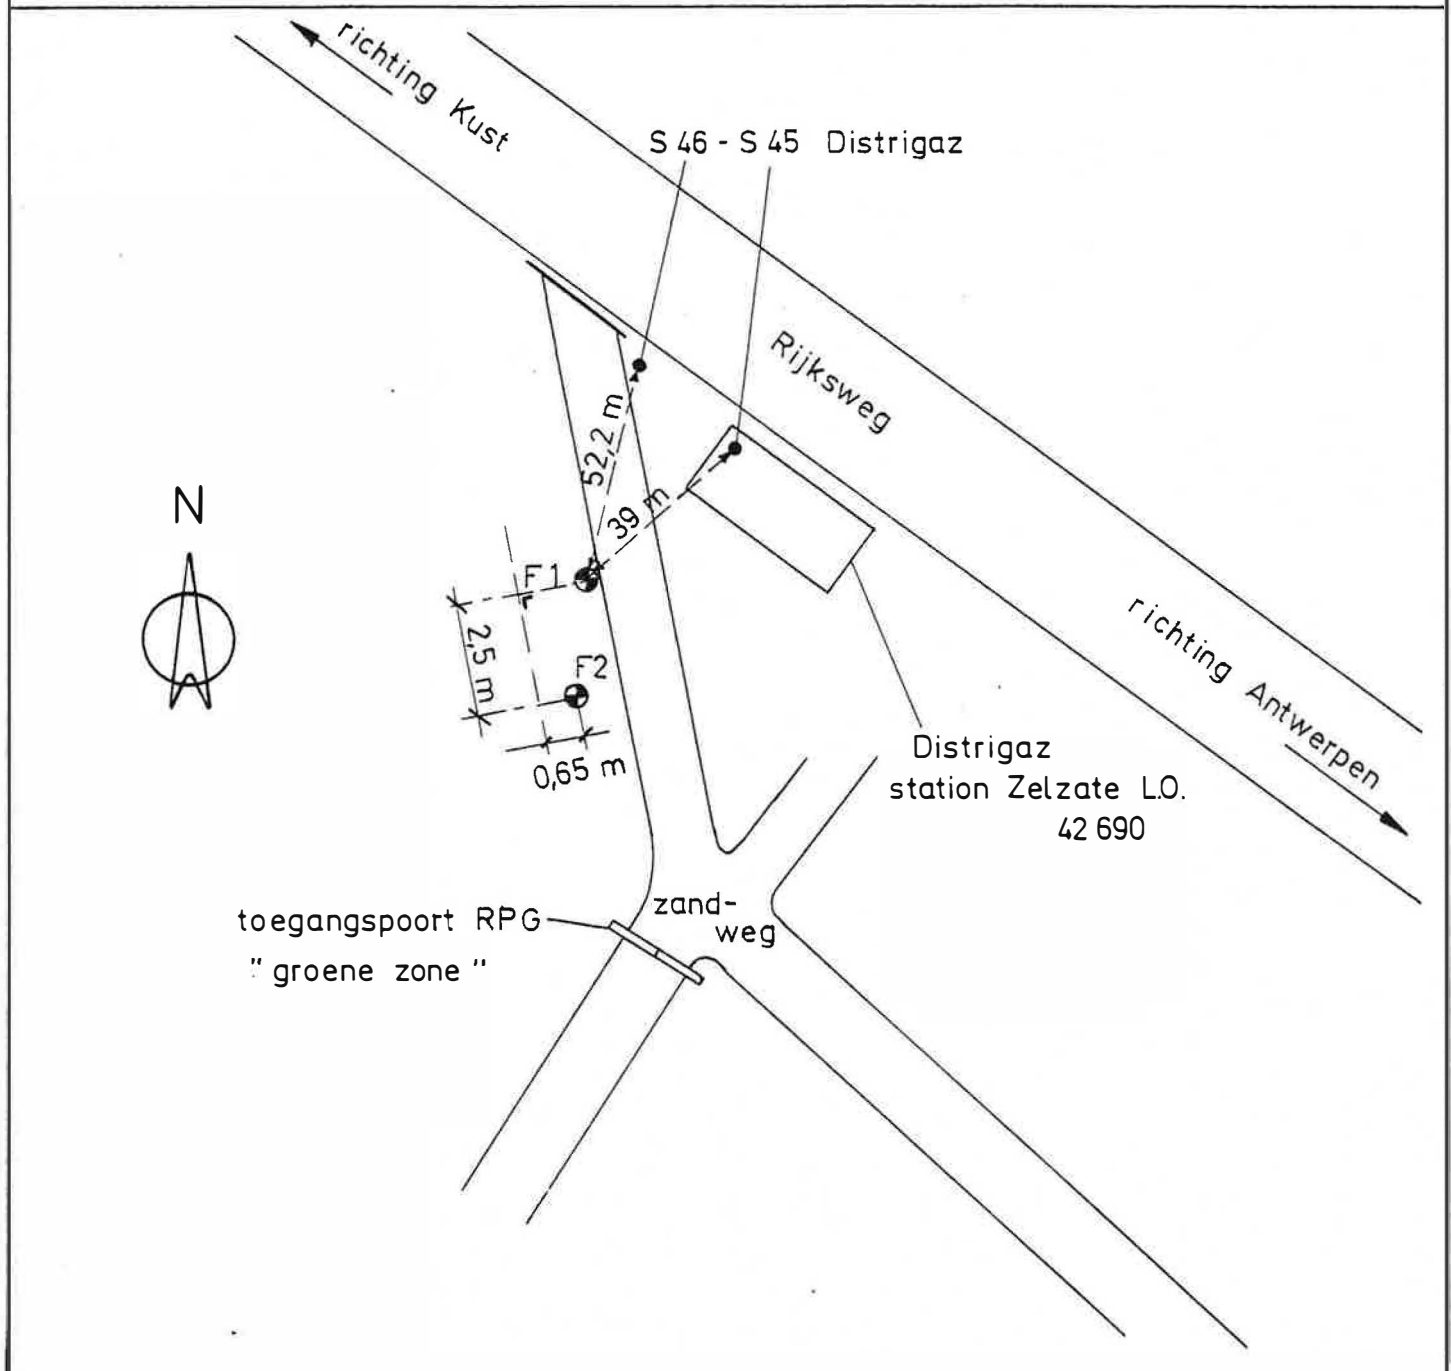 richting Kust
S 46 - S 45 Distrigaz
Rijksweg
52,2 m
39 m
N
F1
2,5 m
F2
0,65 m
richting Antwerpen
Distrigaz
station Zelzate L.O.
42 690
zand-
weg
toegangspoort RPG
" groene zone "